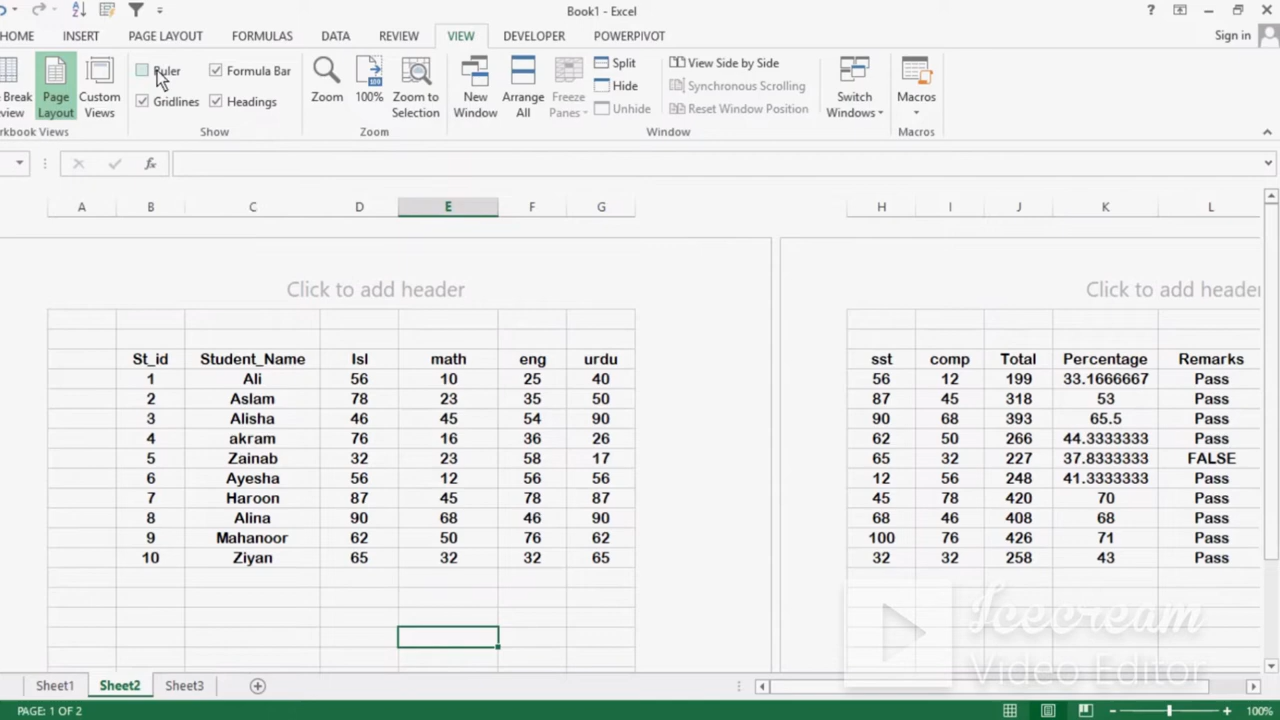 Book1 - Excel
?
HOME INSERT PAGE LAYOUT FORMULAS DATA REVIEW VIEW DEVELOPER POWERPIVOT Sign in
Break Page Custom Ruler Formula Bar Zoom 100% Zoom to New Arrange Freeze Split View Side by Side Switch Macros
Layout Views Gridlines Headings Selection Window All Panes Hide Synchronous Scrolling Windows
Unhide Reset Window Position
Views Show Zoom Window Macros
fx
A B C D E F G H I J K L
Click to add header Click to add header
St_id Student_Name Isl math eng urdu sst comp Total Percentage Remarks
1 Ali 56 10 25 40 56 12 199 33.1666667 Pass
2 Aslam 78 23 35 50 87 45 318 53 Pass
3 Alisha 46 45 54 90 90 68 393 65.5 Pass
4 akram 76 16 36 26 62 50 266 44.3333333 Pass
5 Zainab 32 23 58 17 65 32 227 37.8333333 FALSE
6 Ayesha 56 12 56 56 12 56 248 41.3333333 Pass
7 Haroon 87 45 78 87 45 78 420 70 Pass
8 Alina 90 68 46 90 68 46 408 68 Pass
9 Mahanoor 62 50 76 62 100 76 426 71 Pass
10 Ziyan 65 32 32 65 32 32 258 43 Pass
Icecream
Video Editor
Sheet1 Sheet2 Sheet3
PAGE: 1 OF 2 100%